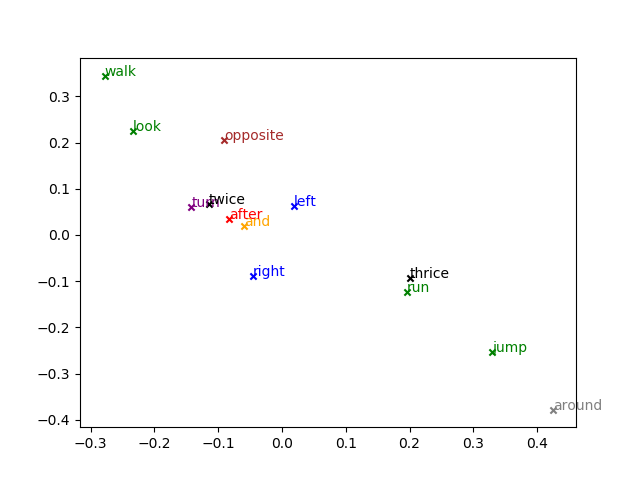 walk
look
opposite
0.3
0.2
turn
twice
left
0.1
after
and
0.0
right
thrice
run
−0.1
−0.2
jump
−0.3
around
−0.4
−0.3 −0.2 −0.1 0.0 0.1 0.2 0.3 0.4